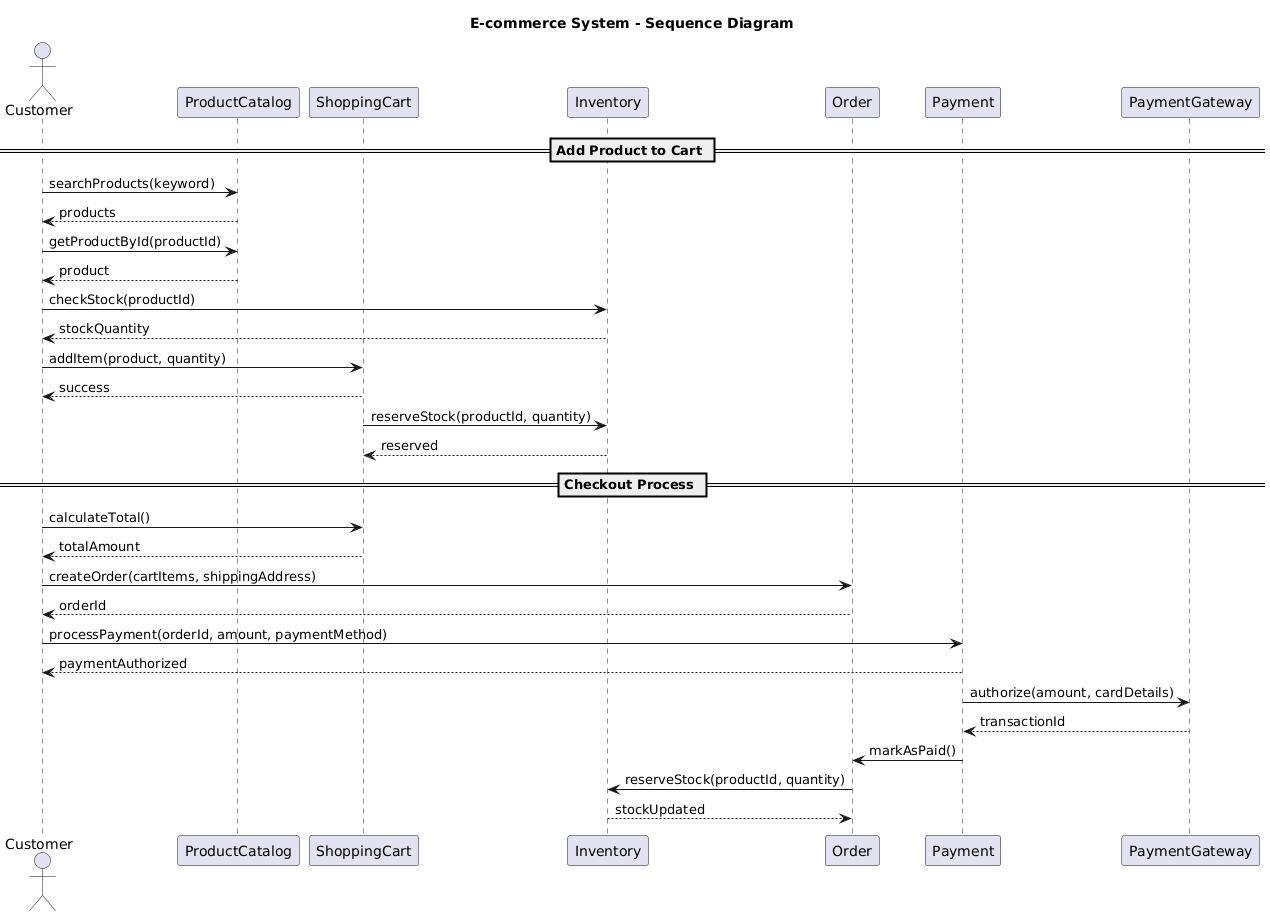 E-commerce System - Sequence Diagram
Customer
ProductCatalog
ShoppingCart
Inventory
Order
Payment
PaymentGateway
Add Product to Cart
searchProducts(keyword)
products
getProductById(productId)
product
checkStock(productId)
stockQuantity
addItem(product, quantity)
success
reserveStock(productId, quantity)
reserved
Checkout Process
calculateTotal()
totalAmount
createOrder(cartItems, shippingAddress)
orderId
processPayment(orderId, amount, paymentMethod)
paymentAuthorized
authorize(amount, cardDetails)
transactionId
markAsPaid()
reserveStock(productId, quantity)
stockUpdated
Customer
ProductCatalog
ShoppingCart
Inventory
Order
Payment
PaymentGateway